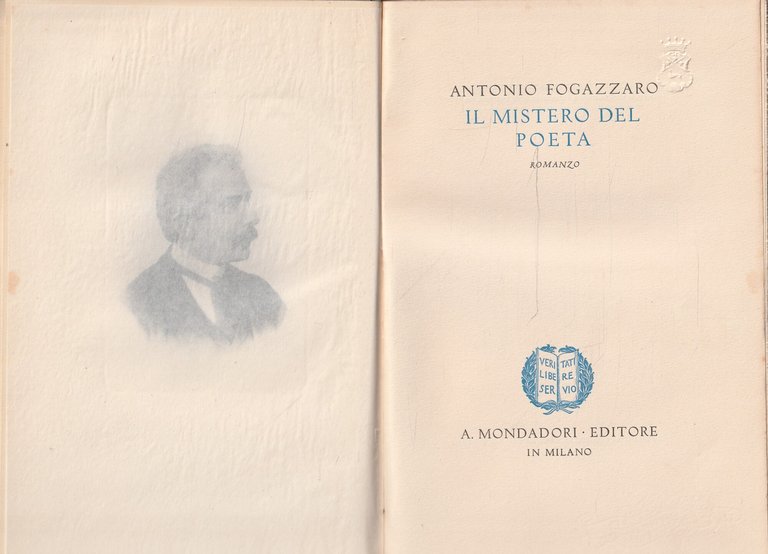 ANTONIO FOGAZZARO
IL MISTERO DEL
POETA
ROMANZO
VERI TATI
LIBE RE
SER VIO
A. MONDADORI · EDITORE
IN MILANO